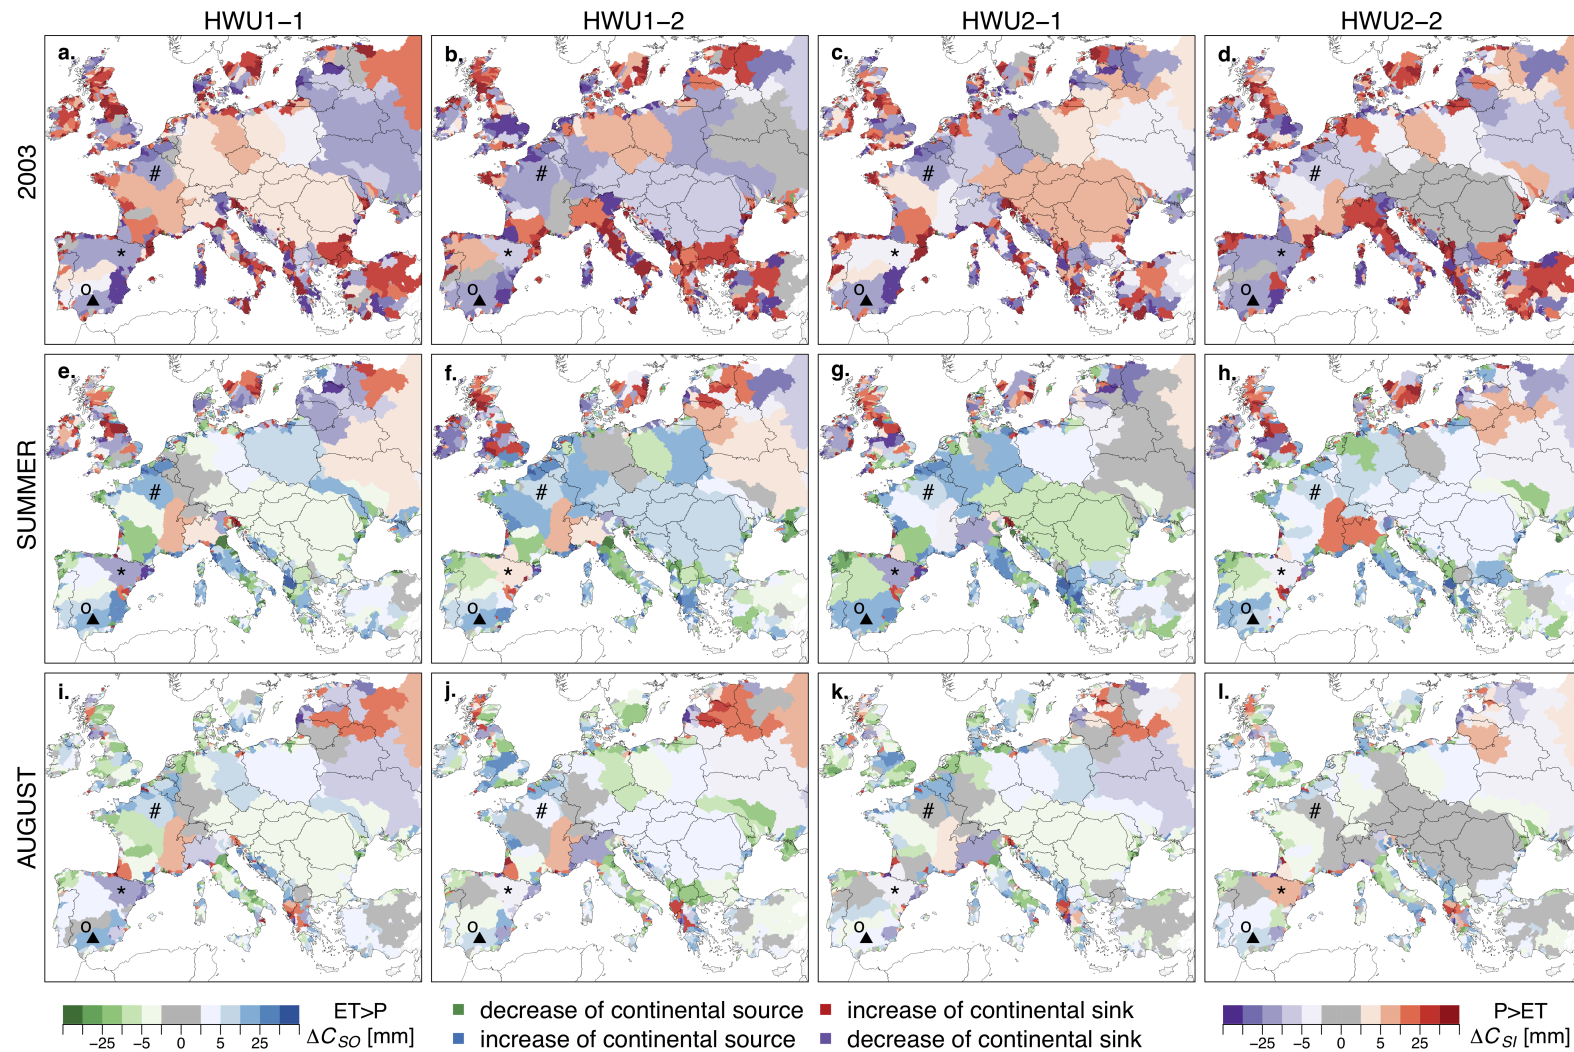 HWU1−1 HWU1−2 HWU2−1 HWU2−2
2003
a. b. c. d.
# # # #
* * * *
o o o o
SUMMER
e. f. g. h.
# # # #
* * * *
o o o o
AUGUST
i. j. k. l.
# # # #
* * * *
o o o o
ET>P
−25 −5 0 5 25
ΔC_SO [mm]
decrease of continental source
increase of continental source
increase of continental sink
decrease of continental sink
P>ET
−25 −5 0 5 25
ΔC_SI [mm]